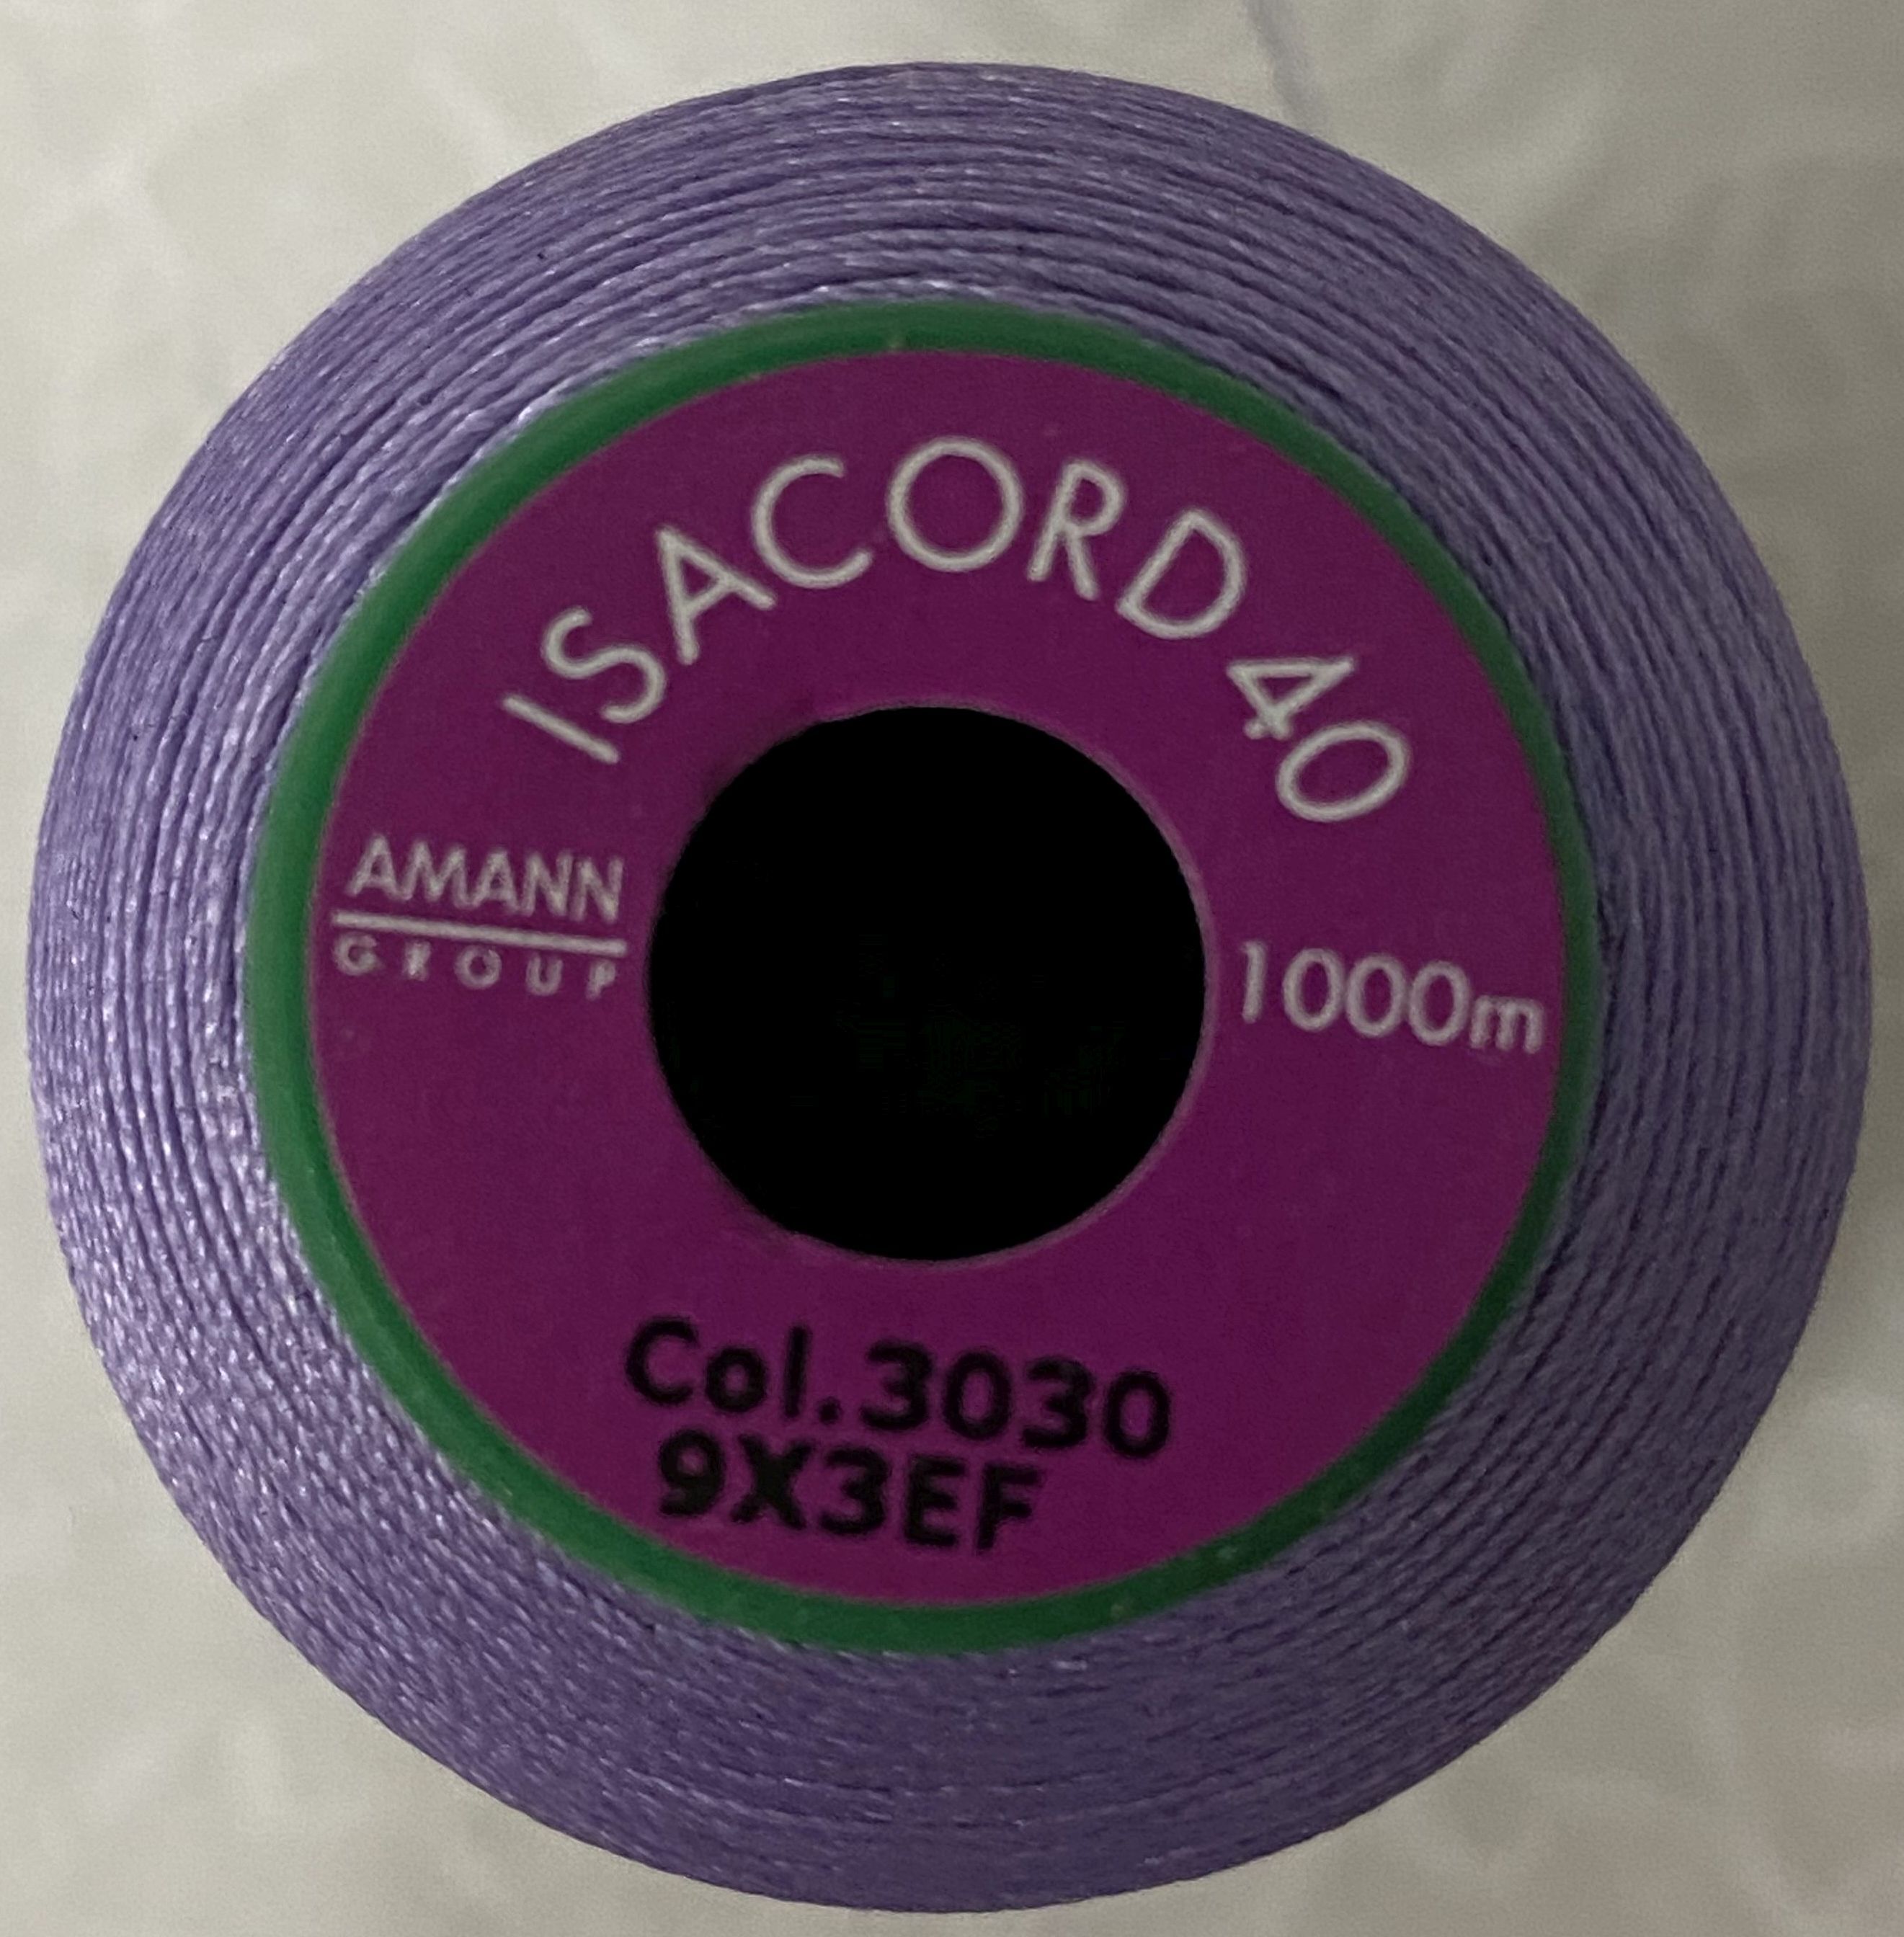 ISACORD 40
AMANN
GROUP
1000m
Col.3030
9X3EF